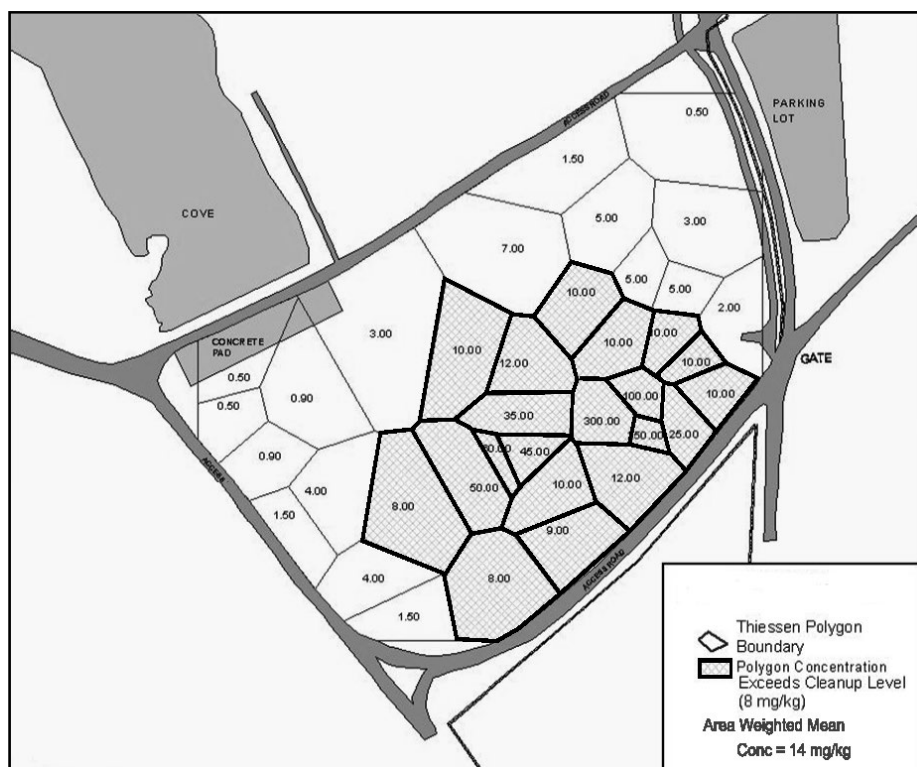 0.50
PARKING
LOT
ACCESS ROAD
1.50
COVE
5.00
3.00
7.00
5.00
5.00
10.00
2.00
3.00
CONCRETE
PAD
10.00
12.00
10.00
0.00
10.00
GATE
0.50
0.90
0.50
10.00
100.00
35.00
300.00
50.00
25.00
0.90
45.00
4.00
50.00
10.00
12.00
ACCESS
8.00
1.50
9.00
4.00
8.00
ACCESS ROAD
1.50
Thiessen Polygon
Boundary
Polygon Concentration
Exceeds Cleanup Level
(8 mg/kg)
Area Weighted Mean
Conc = 14 mg/kg